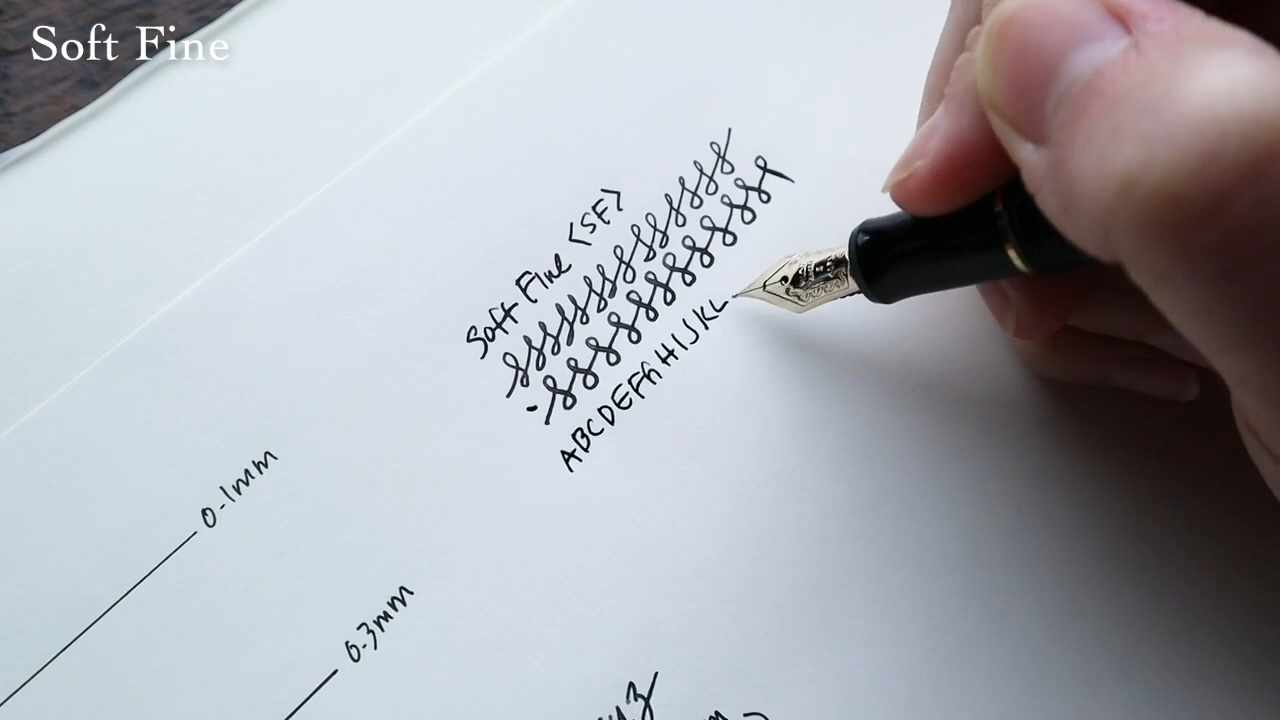 Soft Fine
Soft Fine <SF>
ABCDEFGHIJKL
0.1mm
0.3mm